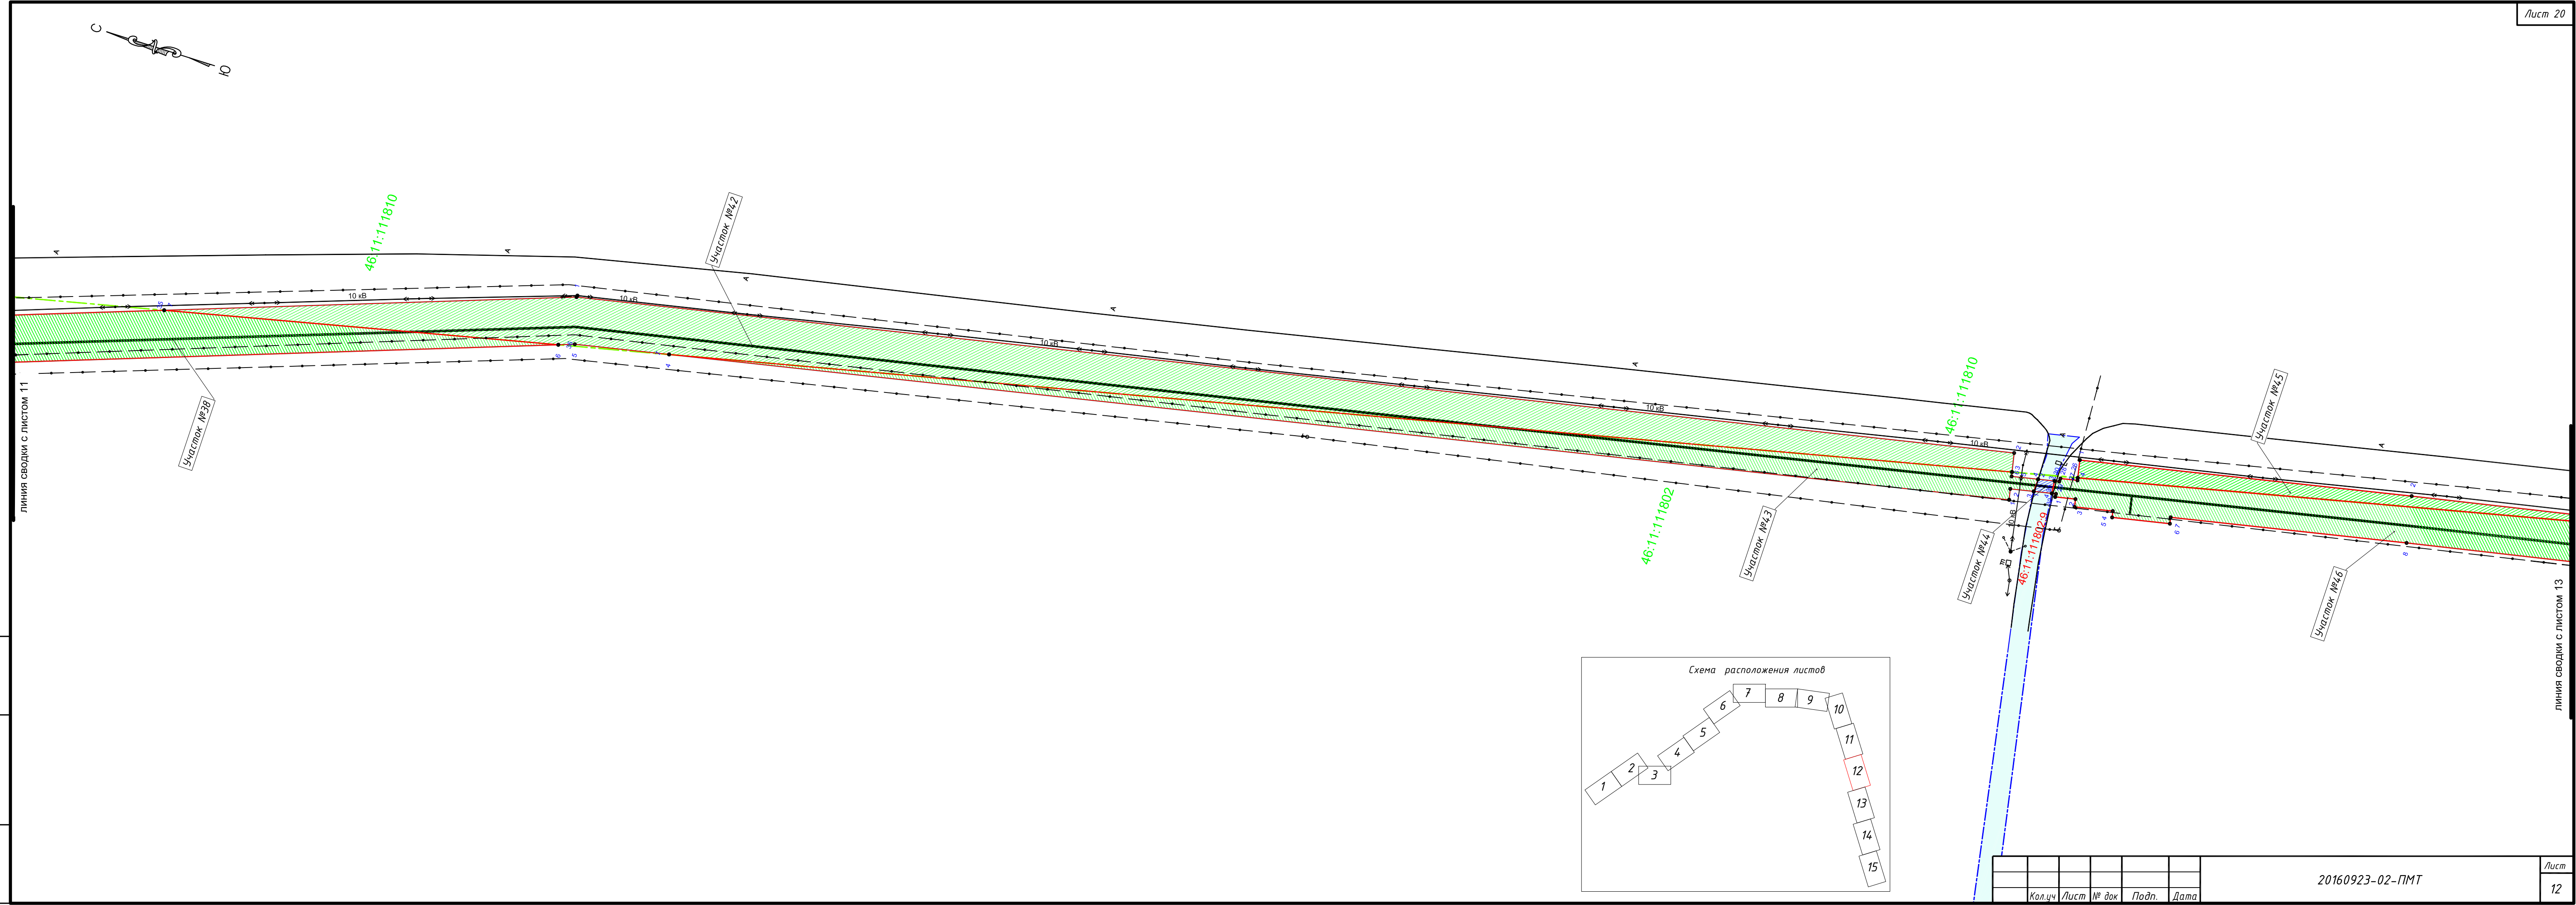 Лист 20
С
Ю
46:11:111810
Участок №42
А
А
А
А
А
А
А
10 кВ
10 кВ
10 кВ
10 кВ
10 кВ
линия сводки с листом 11
Участок №38
46:11:111810
46:11:111802
Участок №43
Участок №44
46:11:111802:9
Участок №45
Участок №46
линия сводки с листом 13
Схема расположения листов
1
2
3
4
5
6
7
8
9
10
11
12
13
14
15
Кол.уч
Лист
№ док
Подп.
Дата
20160923-02-ПМТ
Лист
12